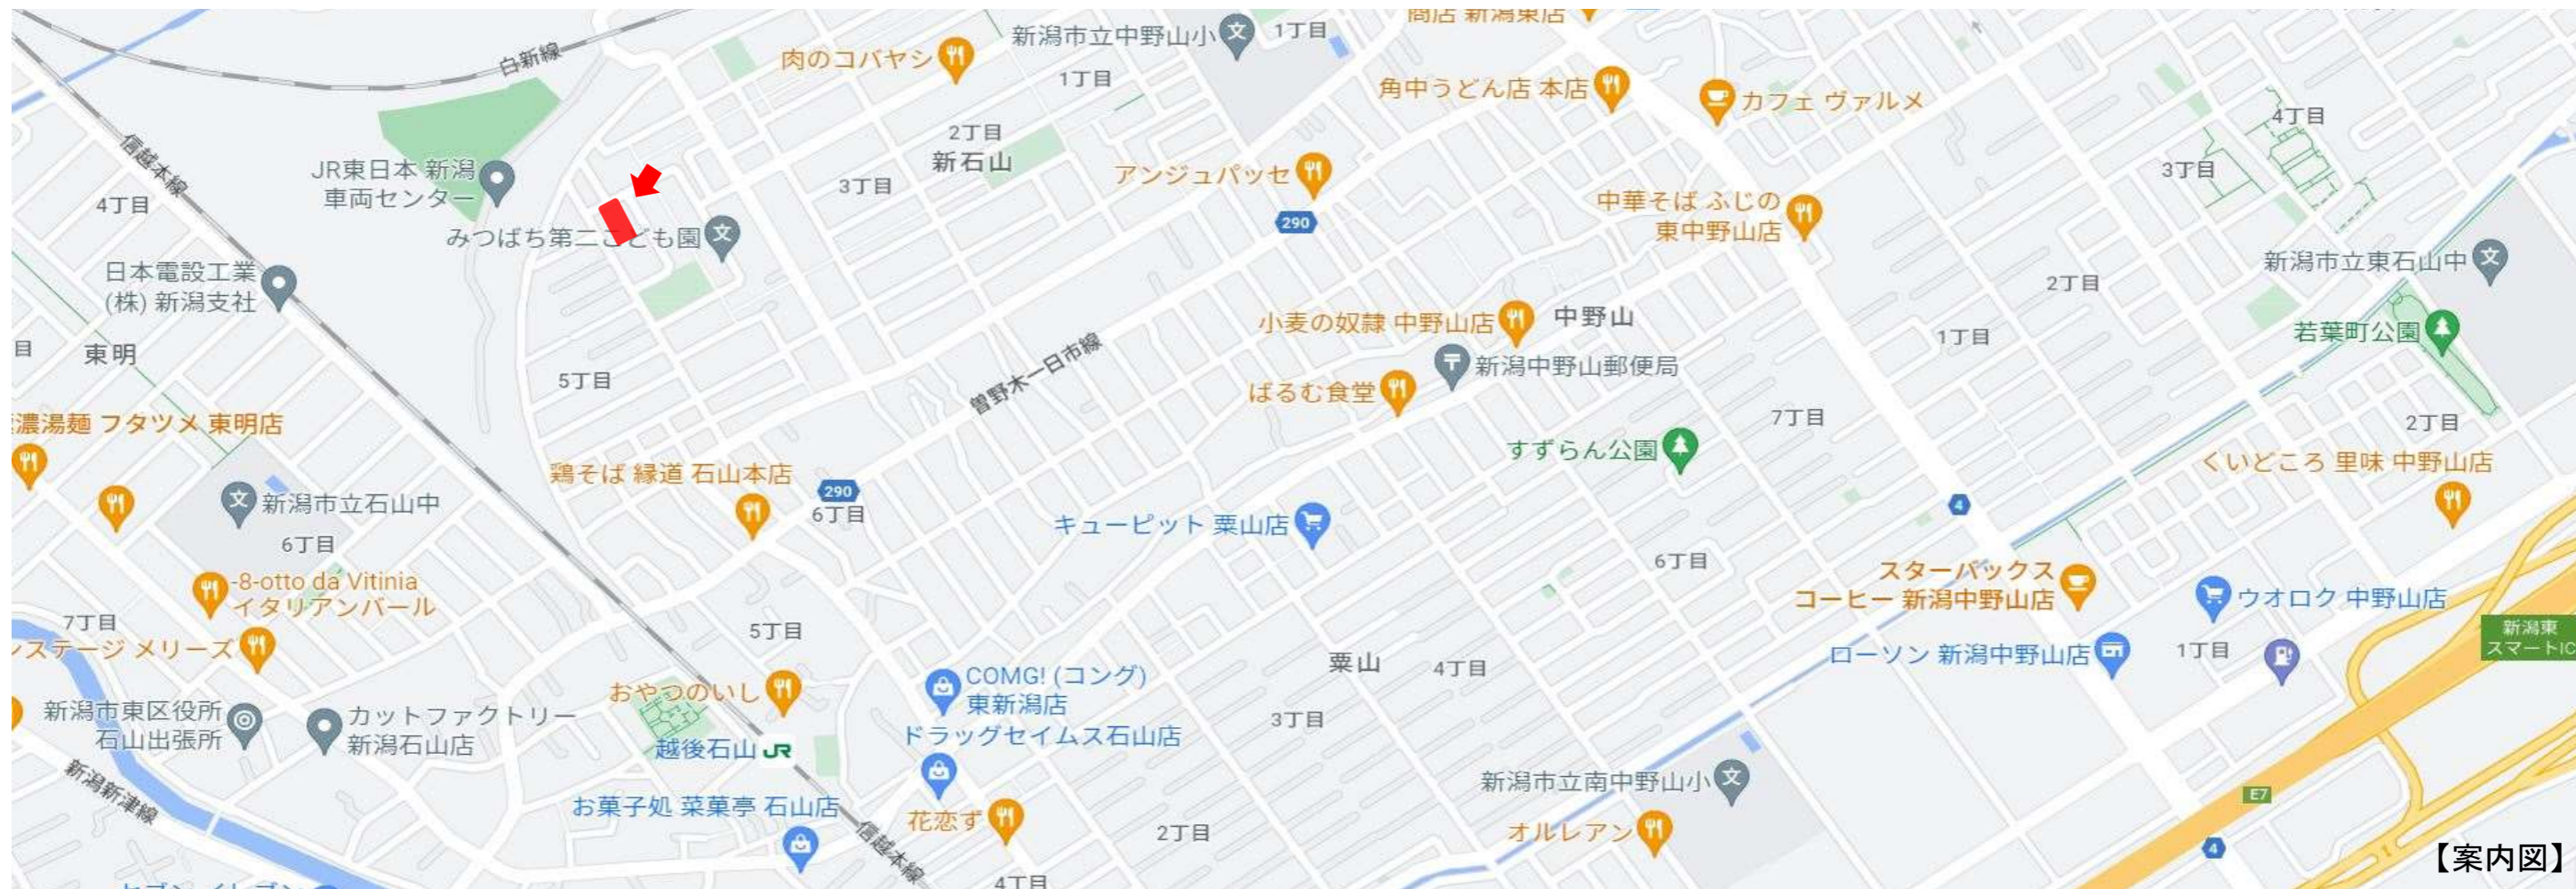 商店 新潟東店
新潟市立中野山小
1丁目
白新線
肉のコバヤシ
1丁目
角中うどん店 本店
カフェ ヴァルメ
4丁目
2丁目
新石山
信越本線
JR東日本 新潟
車両センター
3丁目
アンジュパッセ
3丁目
4丁目
中華そば ふじの
東中野山店
290
みつばち第二こども園
新潟市立東石山中
日本電設工業
(株) 新潟支社
2丁目
小麦の奴隷 中野山店
中野山
若葉町公園
1丁目
目
東明
曽野木一日市線
新潟中野山郵便局
5丁目
ばるむ食堂
7丁目
2丁目
濃湯麺 フタツメ 東明店
すずらん公園
くいどころ 里味 中野山店
鶏そば 縁道 石山本店
290
6丁目
新潟市立石山中
キューピット 粟山店
4
6丁目
6丁目
-8-otto da Vitinia
イタリアンバール
スターバックス
コーヒー 新潟中野山店
ウオロク 中野山店
7丁目
5丁目
新潟東
スマートIC
ステージ メリーズ
ローソン 新潟中野山店
1丁目
粟山
4丁目
COMG! (コング)
東新潟店
おやつのいし
新潟市東区役所
石山出張所
カットファクトリー
新潟石山店
3丁目
ドラッグセイムス石山店
越後石山 JR
新潟新津線
新潟市立南中野山小
E7
お菓子処 菜菓亭 石山店
花恋ず
信越本線
2丁目
オルレアン
4
1
【案内図】
4丁目